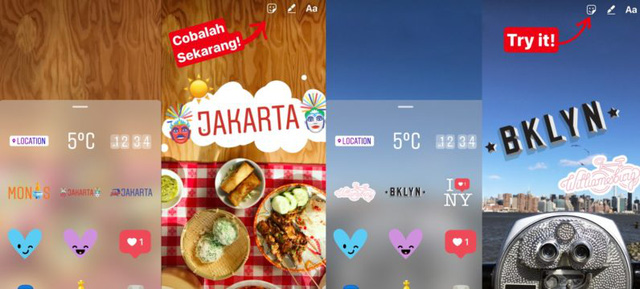 LOCATION
5°C
12 34
JAKARTA
JAKARTA
1
Aa
Cobalah
Sekarang!
JAKARTA
LOCATION
5°C
12 34
BKLYN
I
NY
1
Aa
Try it!
BKLYN
Williamsburg